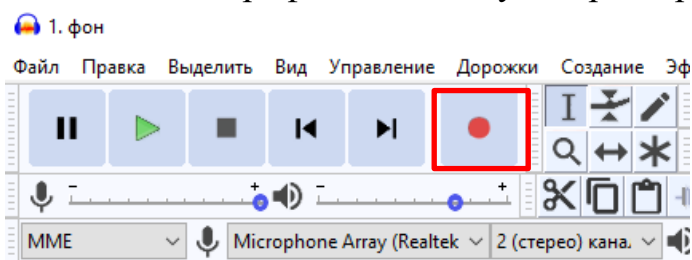 1. фон
Файл Правка Выделить Вид Управление Дорожки Создание
MME Microphone Array (Realtek 2 (стерео) кана.